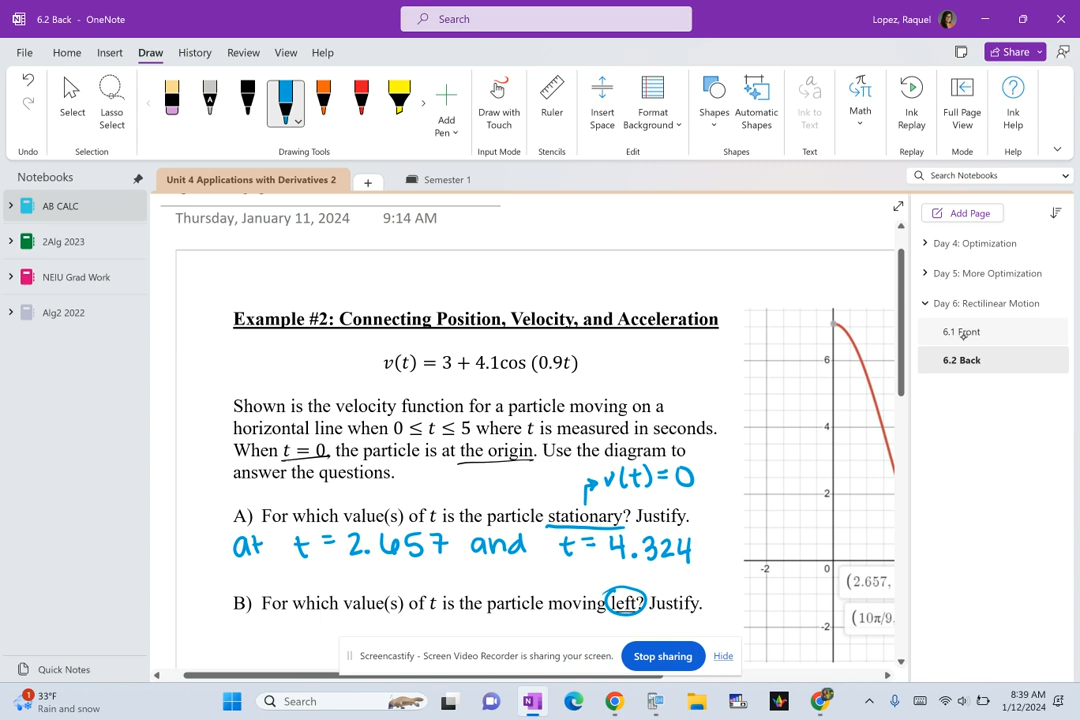 6.2 Back - OneNote
Search
Lopez, Raquel
File Home Insert Draw History Review View Help
Share
Select
Lasso Select
Add Pen
Draw with Touch
Ruler
Insert Space
Format Background
Shapes
Automatic Shapes
Ink to Text
Math
Ink Replay
Full Page View
Ink Help
Undo Selection Drawing Tools Input Mode Stencils Edit Shapes Text Replay Mode Help
Notebooks
Unit 4 Applications with Derivatives 2
Semester 1
Search Notebooks
AB CALC
2Alg 2023
NEIU Grad Work
Alg2 2022
Quick Notes
Thursday, January 11, 2024 9:14 AM
Example #2: Connecting Position, Velocity, and Acceleration
v(t) = 3 + 4.1cos (0.9t)
Shown is the velocity function for a particle moving on a
horizontal line when 0 ≤ t ≤ 5 where t is measured in seconds.
When t = 0, the particle is at the origin. Use the diagram to
answer the questions.
v(t) = 0
A) For which value(s) of t is the particle stationary? Justify.
at t = 2.657 and t = 4.324
B) For which value(s) of t is the particle moving left? Justify.
6
4
2
-2 0
-2
(2.657,
(10π/9,
Add Page
Day 4: Optimization
Day 5: More Optimization
Day 6: Rectilinear Motion
6.1 Front
6.2 Back
Screencastify - Screen Video Recorder is sharing your screen.
Stop sharing
Hide
1
33°F
Rain and snow
Search
8:39 AM
1/12/2024